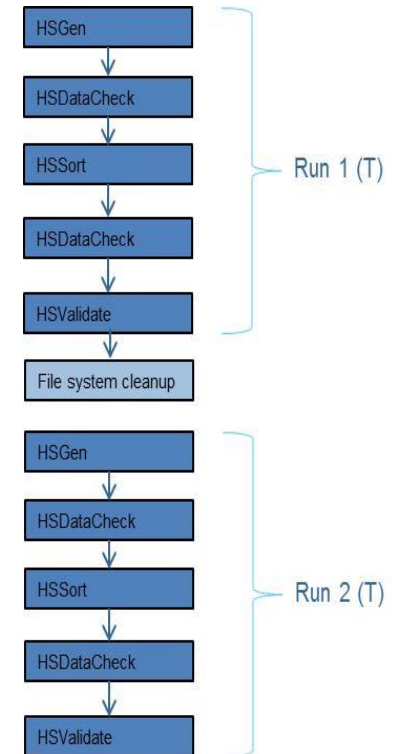 HSGen
HSDataCheck
HSSort
HSDataCheck
HSValidate
Run 1 (T)
File system cleanup
HSGen
HSDataCheck
HSSort
HSDataCheck
HSValidate
Run 2 (T)